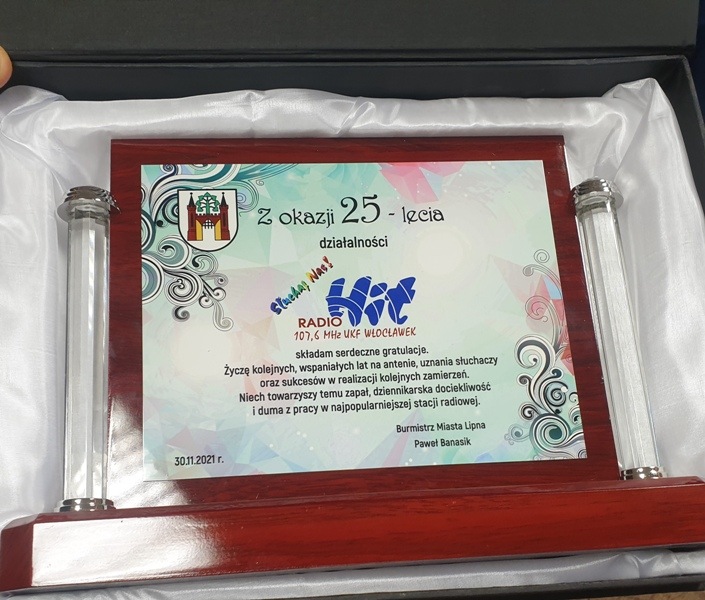 Z okazji 25 - lecia
działalności
Słuchaj Nas!
Hit
RADIO
107,6 MHz UKF WŁOCŁAWEK
składam serdeczne gratulacje.
Życzę kolejnych, wspaniałych lat na antenie, uznania słuchaczy
oraz sukcesów w realizacji kolejnych zamierzeń.
Niech towarzyszy temu zapał, dziennikarska dociekliwość
i duma z pracy w najpopularniejszej stacji radiowej.
Burmistrz Miasta Lipna
Paweł Banasik
30.11.2021 r.